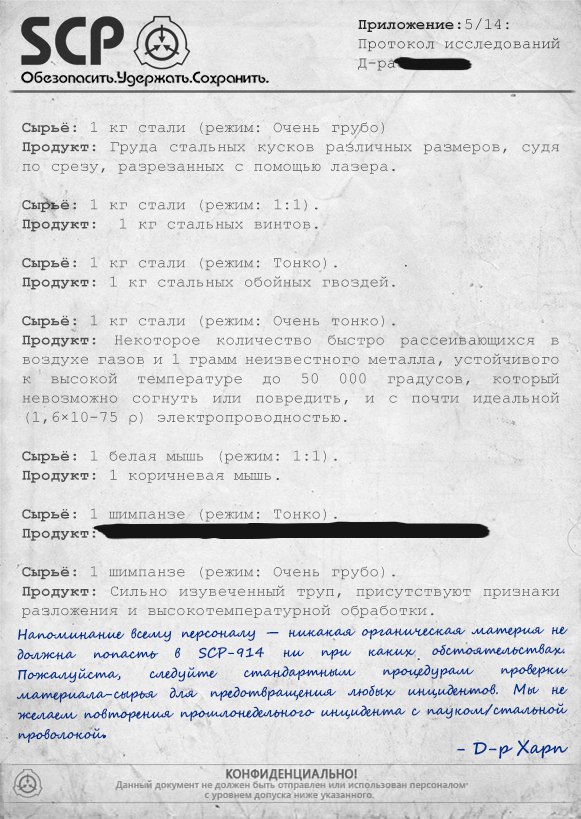 SCP
Обезопасить.Удержать.Сохранить.
Приложение:5/14:
Протокол исследований
Д-ра
Сырьё: 1 кг стали (режим: Очень грубо)
Продукт: Груда стальных кусков различных размеров, судя
по срезу, разрезанных с помощью лазера.
Сырьё: 1 кг стали (режим: 1:1).
Продукт: 1 кг стальных винтов.
Сырьё: 1 кг стали (режим: Тонко).
Продукт: 1 кг стальных обойных гвоздей.
Сырьё: 1 кг стали (режим: Очень тонко).
Продукт: Некоторое количество быстро рассеивающихся в
воздухе газов и 1 грамм неизвестного металла, устойчивого
к высокой температуре до 50 000 градусов, который
невозможно согнуть или повредить, и с почти идеальной
(1,6×10-75 ρ) электропроводностью.
Сырьё: 1 белая мышь (режим: 1:1).
Продукт: 1 коричневая мышь.
Сырьё: 1 шимпанзе (режим: Тонко).
Продукт:
Сырьё: 1 шимпанзе (режим: Очень грубо).
Продукт: Сильно изувеченный труп, присутствуют признаки
разложения и высокотемпературной обработки.
Напоминание всему персоналу — никакая органическая материя не
должна попасть в SCP-914 ни при каких обстоятельствах.
Пожалуйста, следуйте стандартным процедурам проверки
материала-сырья для предотвращения любых инцидентов. Мы не
желаем повторения прошлонедельного инцидента с пауком/стальной
проволокой.
- Д-р Харп
КОНФИДЕНЦИАЛЬНО!
Данный документ не должен быть отправлен или использован персоналом
с уровнем допуска ниже указанного.